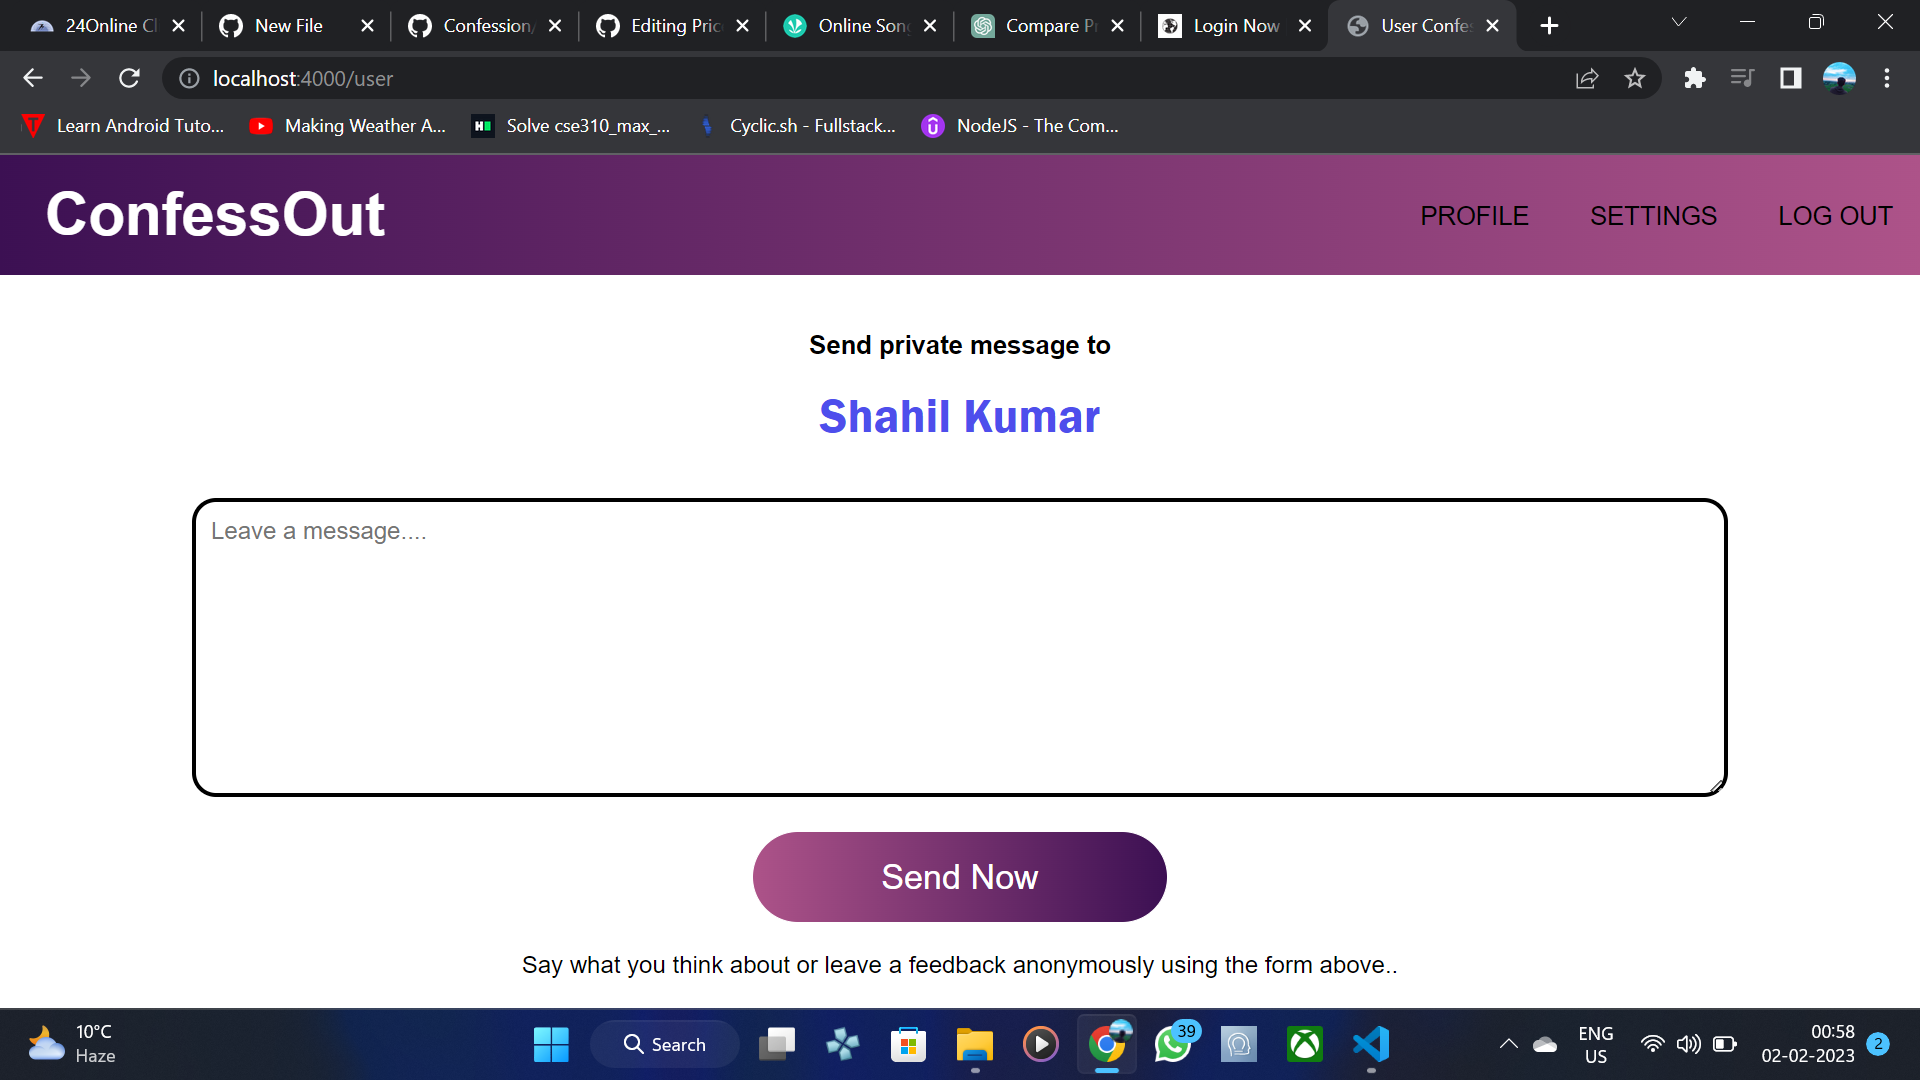 24Online Cl
New File
Confession/
Editing Pric
Online Song
Compare Pr
Login Now
User Confes
localhost:4000/user
Learn Android Tuto...
Making Weather A...
Solve cse310_max_...
Cyclic.sh - Fullstack...
NodeJS - The Com...
ConfessOut
PROFILE
SETTINGS
LOG OUT
Send private message to
Shahil Kumar
Leave a message....
Send Now
Say what you think about or leave a feedback anonymously using the form above..
10°C
Haze
Search
39
ENG
US
00:58
02-02-2023
2